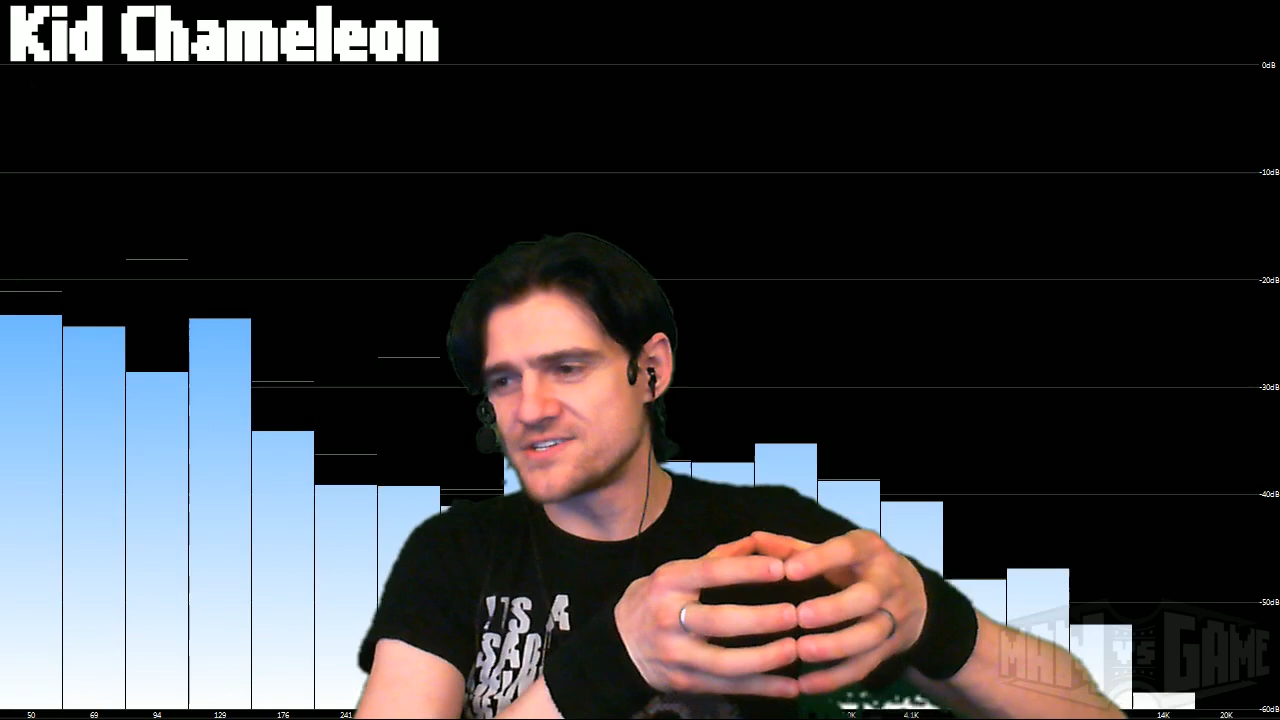 Kid Chameleon
0dB
-10dB
-20dB
-30dB
-40dB
-50dB
-60dB
IT'S A
MAN VS GAME
50 69 94 129 176 241 4.1K 14K 20K